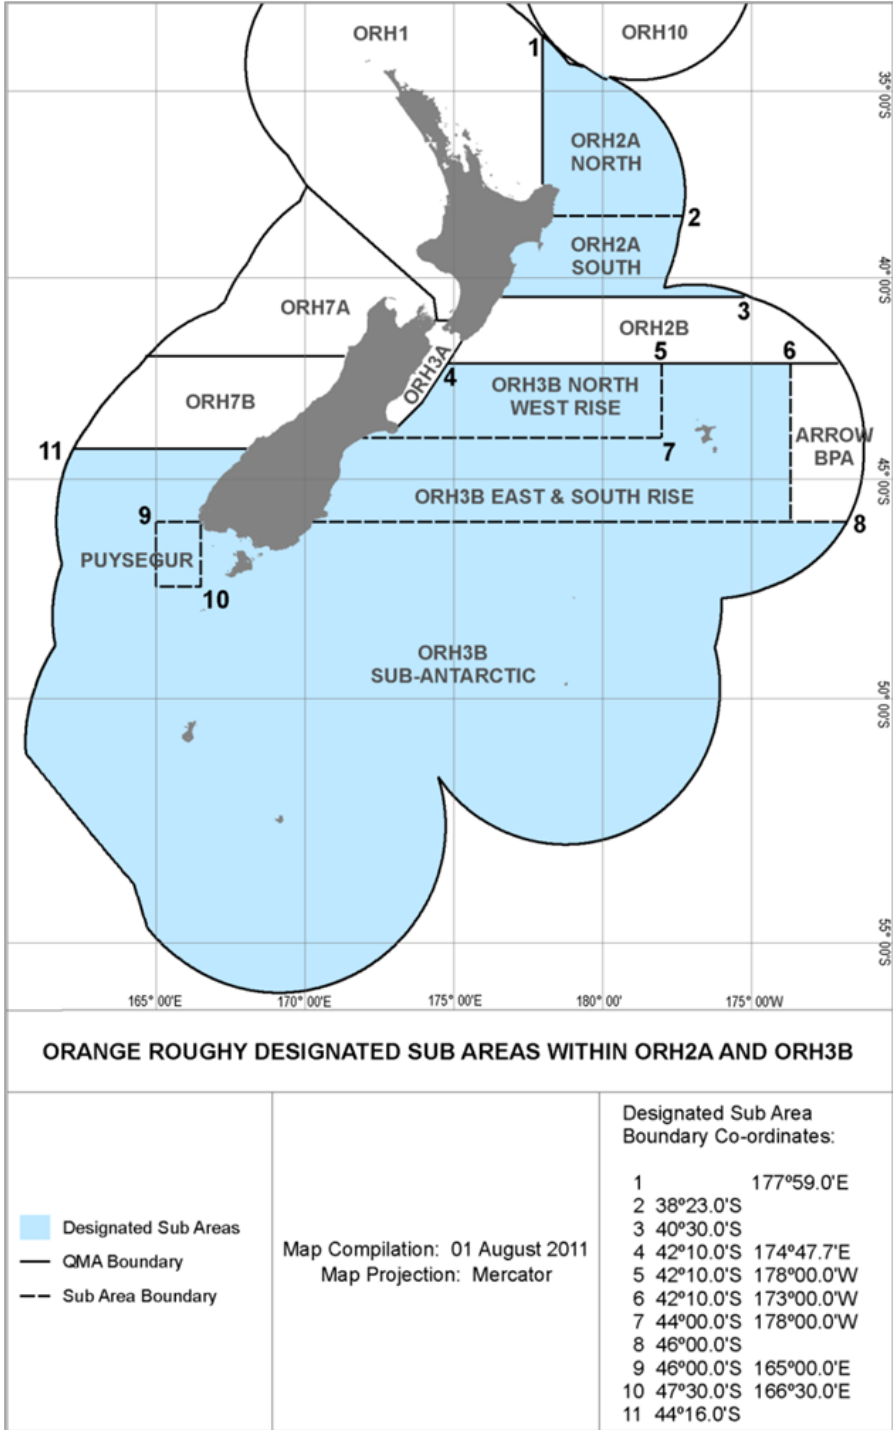 ORH1
ORH10
1
35° 00'S
ORH2A
NORTH
2
ORH2A
SOUTH
40° 00'S
3
ORH7A
ORH2B
ORH3A
4
5
6
ORH3B NORTH
WEST RISE
ORH7B
7
ARROW
BPA
11
45° 00'S
ORH3B EAST & SOUTH RISE
8
9
PUYSEGUR
10
ORH3B
SUB-ANTARCTIC
50° 00'S
55° 00'S
165° 00'E
170° 00'E
175° 00'E
180° 00'
175° 00'W
ORANGE ROUGHY DESIGNATED SUB AREAS WITHIN ORH2A AND ORH3B
Designated Sub Areas
QMA Boundary
Sub Area Boundary
Map Compilation: 01 August 2011
Map Projection: Mercator
Designated Sub Area
Boundary Co-ordinates:
1 177º59.0'E
2 38º23.0'S
3 40º30.0'S
4 42º10.0'S 174º47.7'E
5 42º10.0'S 178º00.0'W
6 42º10.0'S 173º00.0'W
7 44º00.0'S 178º00.0'W
8 46º00.0'S
9 46º00.0'S 165º00.0'E
10 47º30.0'S 166º30.0'E
11 44º16.0'S